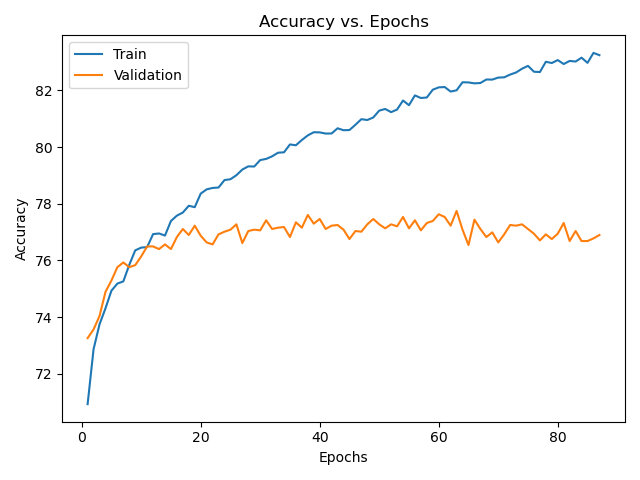 Accuracy vs. Epochs
Train
Validation
82
80
78
76
74
72
Accuracy
0 20 40 60 80
Epochs